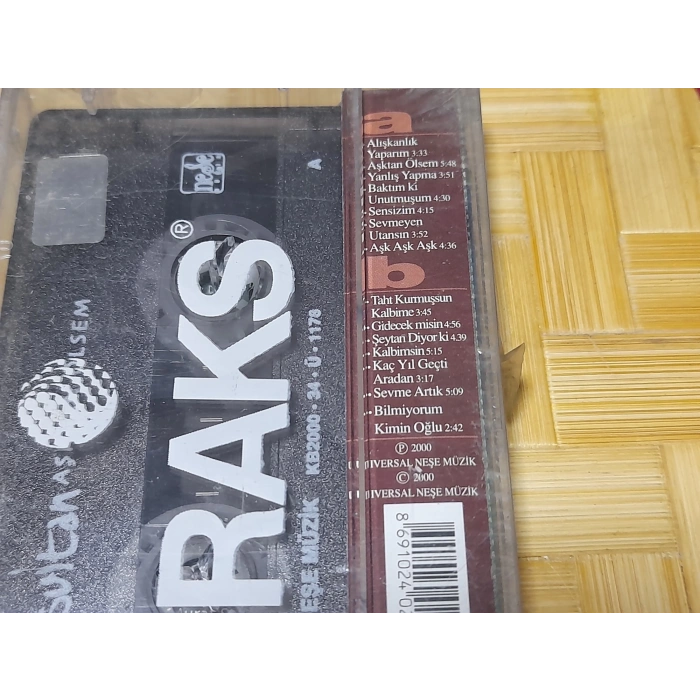 a
Alışkanlık
Yaparım 3:33
Aşktan Ölsem 5:48
Yanlış Yapma 3:51
Baktım ki
Unutmuşum 4:30
Sensizim 4:15
Sevmeyen
Utansın 3:52
Aşk Aşk Aşk 4:36
b
Taht Kurmuşsun
Kalbime 3:45
Gidecek misin 4:56
Şeytan Diyor ki 4.39
Kalbimsin 5:15
Kaç Yıl Geçti
Aradan 3:17
Sevme Artık 5:09
Bilmiyorum
Kimin Oğlu 2:42
Ⓟ 2000
UNIVERSAL NEŞE MÜZİK
© 2000
UNIVERSAL NEŞE MÜZİK
8 691024 02
neşe
A
RAKS®
EŞE MÜZİK KB2000·34·Ü-1178
Sultan AŞ LSEM